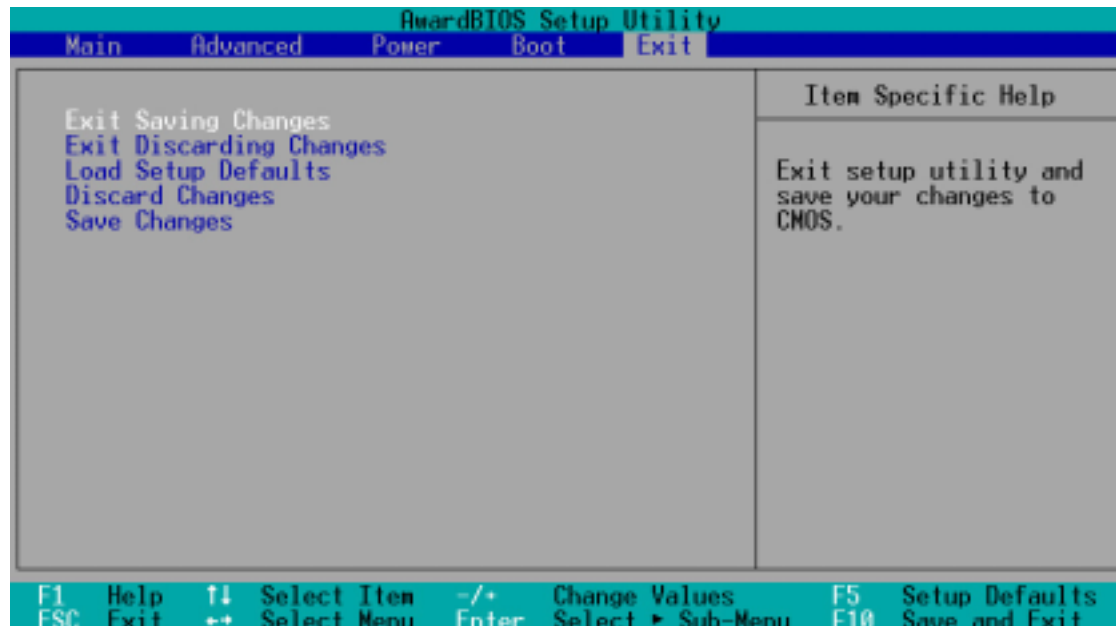 AwardBIOS Setup Utility
Main Advanced Power Boot Exit
Exit Saving Changes
Exit Discarding Changes
Load Setup Defaults
Discard Changes
Save Changes
Item Specific Help
Exit setup utility and
save your changes to
CMOS.
F1 Help ↑↓ Select Item -/+ Change Values F5 Setup Defaults
ESC Exit ←→ Select Menu Enter Select ► Sub-Menu F10 Save and Exit